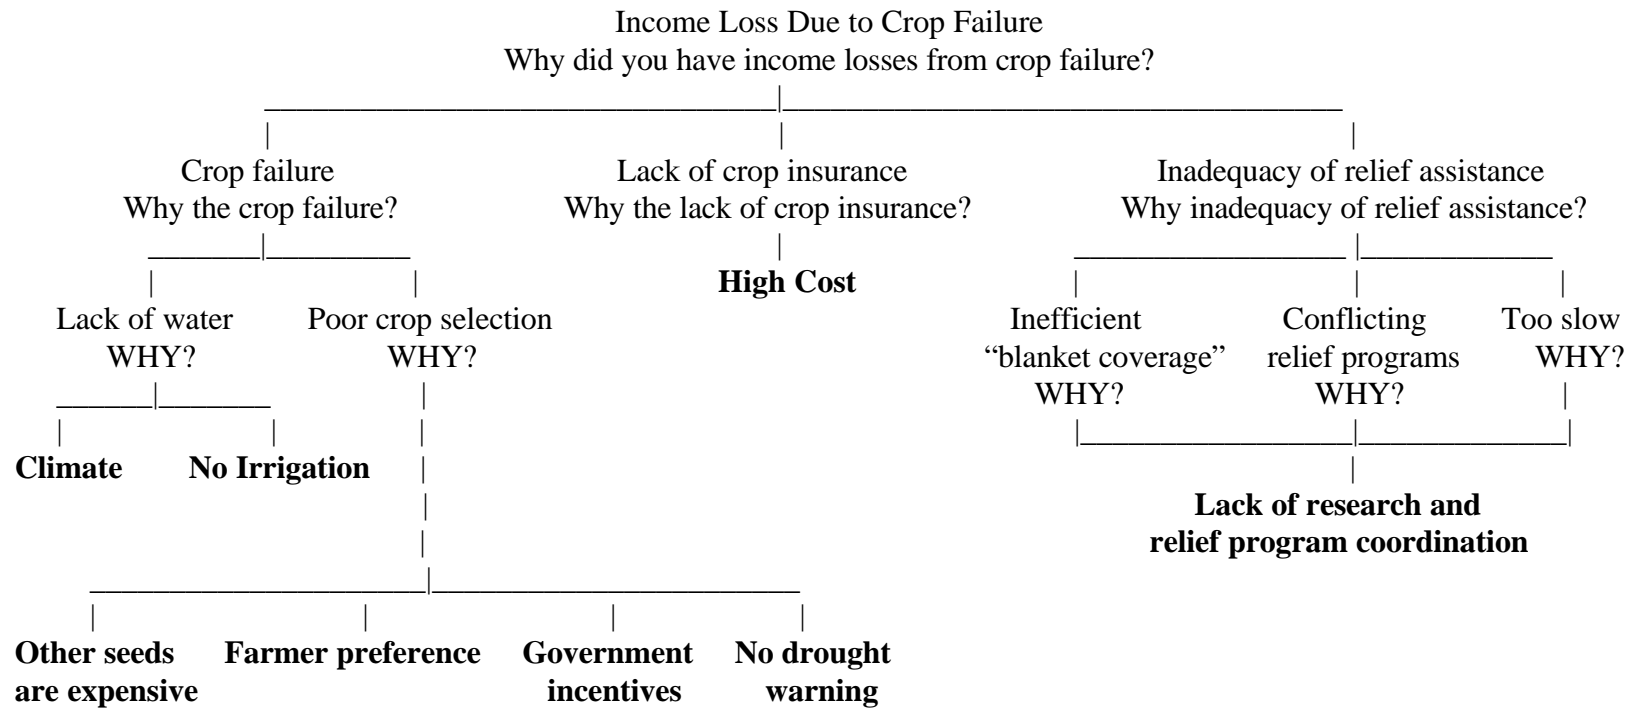 Income Loss Due to Crop Failure
Why did you have income losses from crop failure?
Crop failure
Why the crop failure?
Lack of crop insurance
Why the lack of crop insurance?
Inadequacy of relief assistance
Why inadequacy of relief assistance?
High Cost
Lack of water
WHY?
Poor crop selection
WHY?
Inefficient
“blanket coverage”
WHY?
Conflicting
relief programs
WHY?
Too slow
WHY?
Climate
No Irrigation
Lack of research and
relief program coordination
Other seeds
are expensive
Farmer preference
Government
incentives
No drought
warning